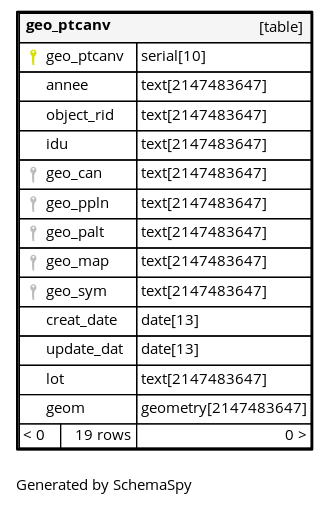 geo_ptcanv [table]
geo_ptcanv serial[10]
annee text[2147483647]
object_rid text[2147483647]
idu text[2147483647]
geo_can text[2147483647]
geo_ppln text[2147483647]
geo_palt text[2147483647]
geo_map text[2147483647]
geo_sym text[2147483647]
creat_date date[13]
update_dat date[13]
lot text[2147483647]
geom geometry[2147483647]
< 0 19 rows 0 >
Generated by SchemaSpy